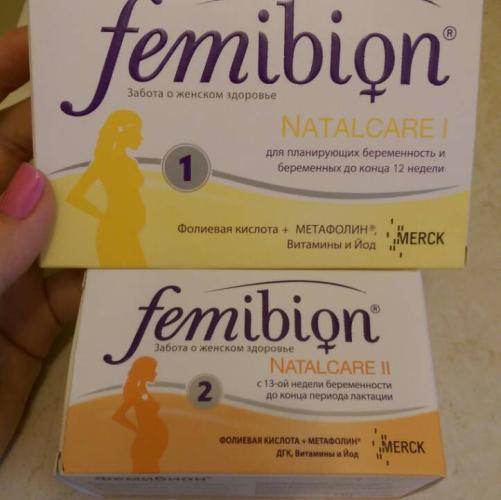 femibion®
Забота о женском здоровье
NATALCARE I
1
для планирующих беременность и
беременных до конца 12 недели
Фолиевая кислота + МЕТАФОЛИН®,
Витамины и Йод
MERCK
femibion®
Забота о женском здоровье
NATALCARE II
2
с 13-ой недели беременности
до конца периода лактации
ФОЛИЕВАЯ КИСЛОТА + МЕТАФОЛИН®
ДГК, Витамины и Йод
MERCK
Фемибион